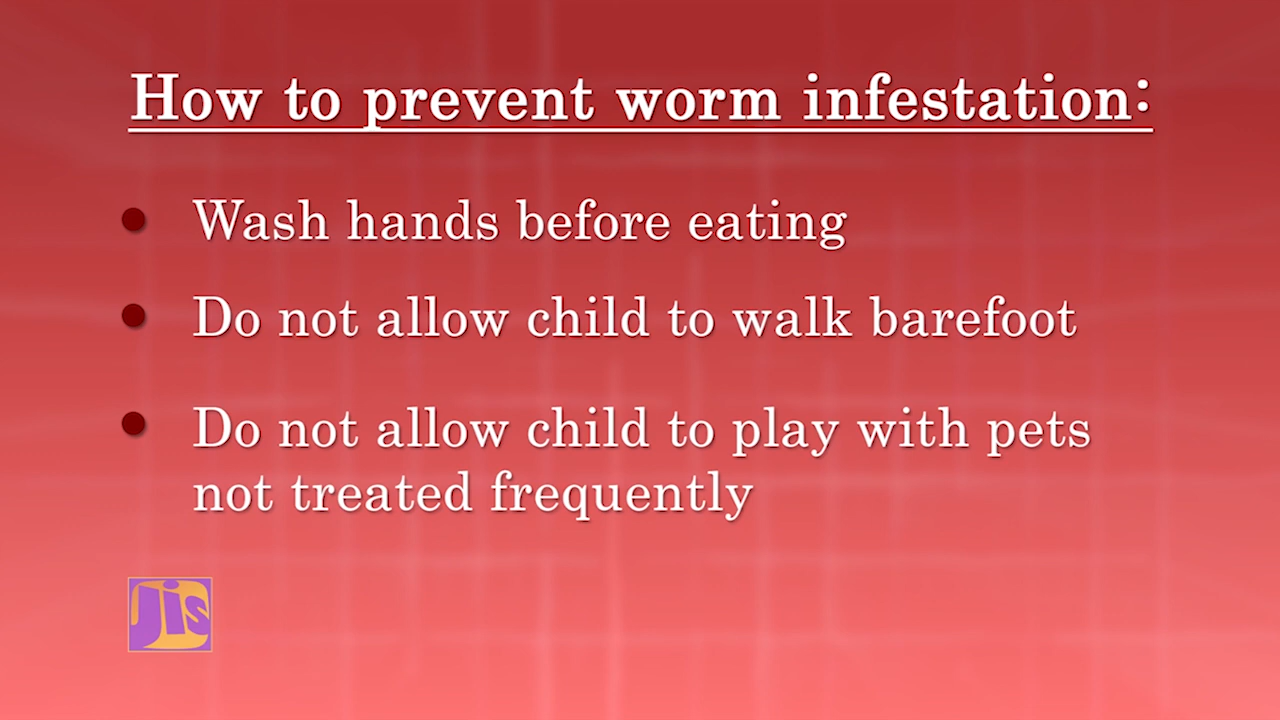 How to prevent worm infestation:
Wash hands before eating
Do not allow child to walk barefoot
Do not allow child to play with pets
not treated frequently
Jis